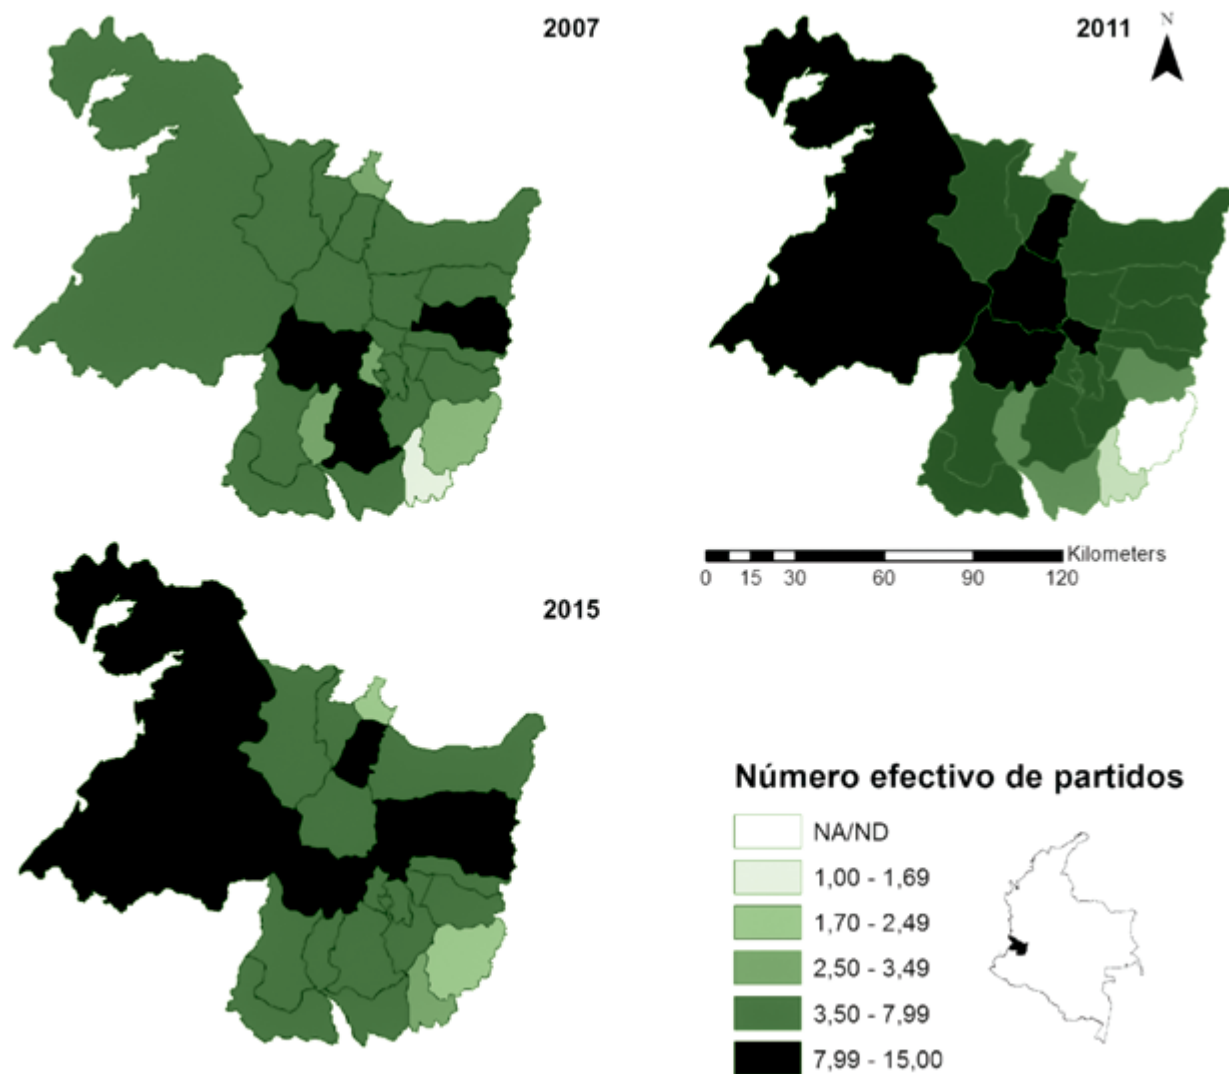 2007
2011
N
Kilometers
0 15 30 60 90 120
2015
Número efectivo de partidos
NA/ND
1,00 - 1,69
1,70 - 2,49
2,50 - 3,49
3,50 - 7,99
7,99 - 15,00